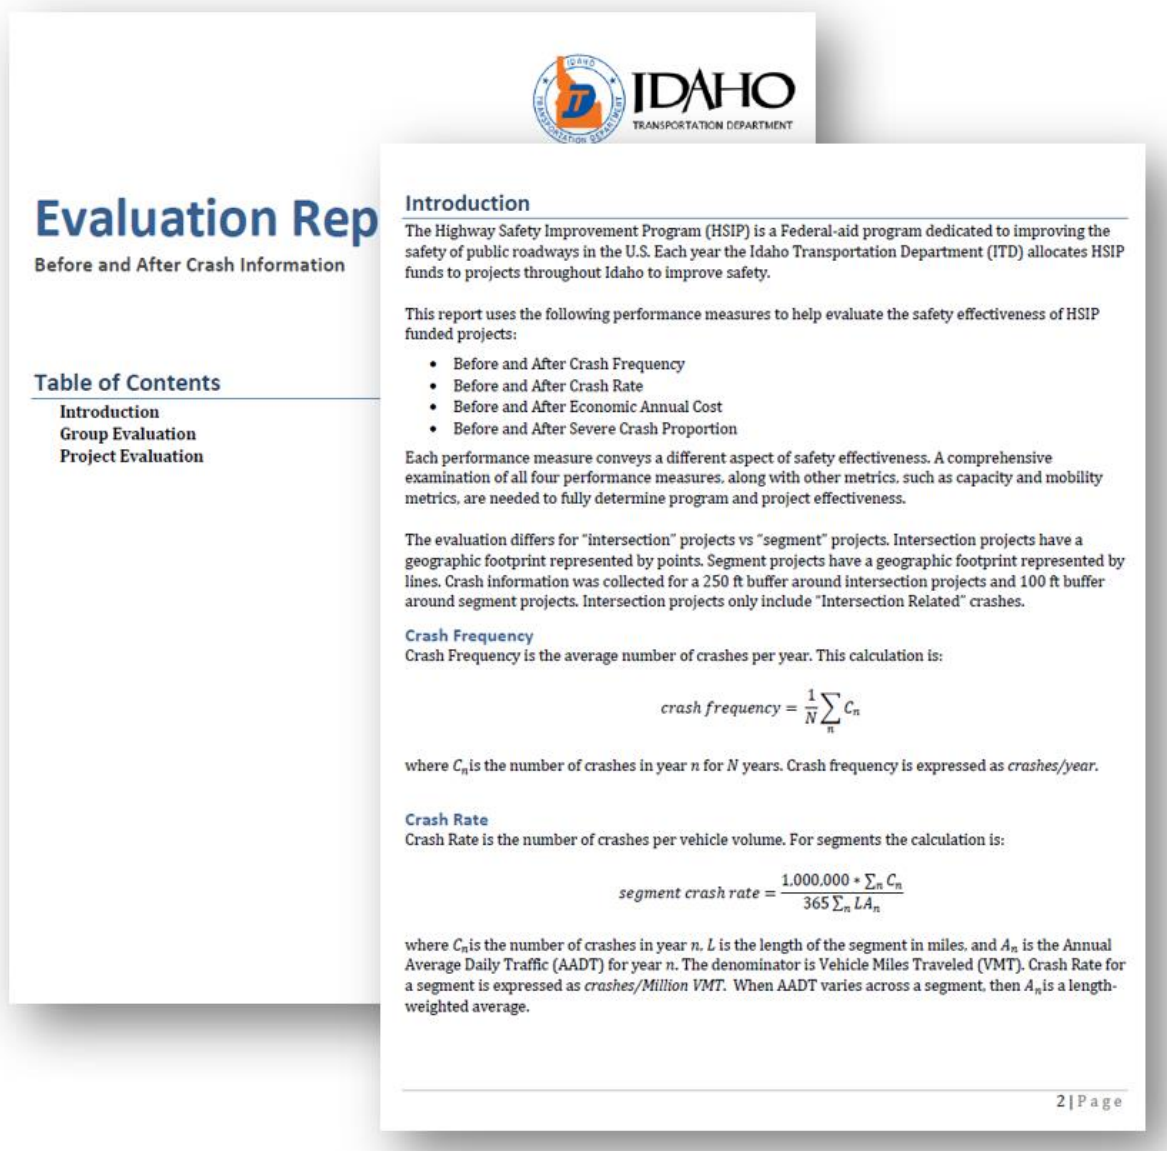 IDAHO
TRANSPORTATION DEPARTMENT
IDAHO
TRANSPORTATION DEPARTMENT
Evaluation Rep
Before and After Crash Information
Table of Contents
Introduction
Group Evaluation
Project Evaluation
Introduction
The Highway Safety Improvement Program (HSIP) is a Federal-aid program dedicated to improving the
safety of public roadways in the U.S. Each year the Idaho Transportation Department (ITD) allocates HSIP
funds to projects throughout Idaho to improve safety.
This report uses the following performance measures to help evaluate the safety effectiveness of HSIP
funded projects:
• Before and After Crash Frequency
• Before and After Crash Rate
• Before and After Economic Annual Cost
• Before and After Severe Crash Proportion
Each performance measure conveys a different aspect of safety effectiveness. A comprehensive
examination of all four performance measures, along with other metrics, such as capacity and mobility
metrics, are needed to fully determine program and project effectiveness.
The evaluation differs for "intersection" projects vs "segment" projects. Intersection projects have a
geographic footprint represented by points. Segment projects have a geographic footprint represented by
lines. Crash information was collected for a 250 ft buffer around intersection projects and 100 ft buffer
around segment projects. Intersection projects only include "Intersection Related" crashes.
Crash Frequency
Crash Frequency is the average number of crashes per year. This calculation is:
crash frequency = 1/N ∑n Cn
where Cn is the number of crashes in year n for N years. Crash frequency is expressed as crashes/year.
Crash Rate
Crash Rate is the number of crashes per vehicle volume. For segments the calculation is:
segment crash rate = 1,000,000 * ∑n Cn / 365 ∑n LAn
where Cn is the number of crashes in year n, L is the length of the segment in miles, and An is the Annual
Average Daily Traffic (AADT) for year n. The denominator is Vehicle Miles Traveled (VMT). Crash Rate for
a segment is expressed as crashes/Million VMT. When AADT varies across a segment, then An is a length-
weighted average.
2 | Page